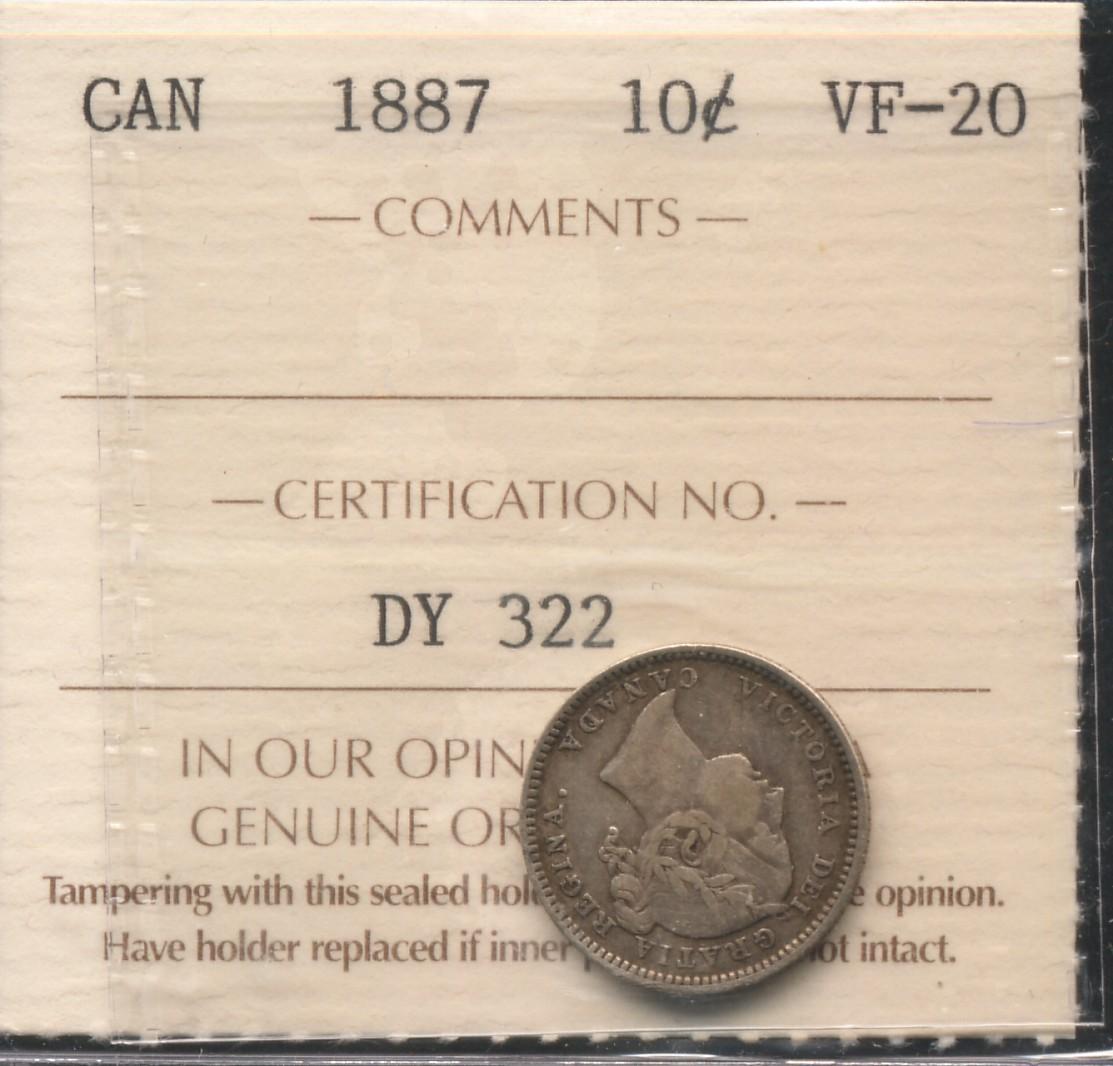 CAN 1887 10¢ VF-20
— COMMENTS —
— CERTIFICATION NO. —
DY 322
IN OUR OPIN
GENUINE OR
Tampering with this sealed hol e opinion.
Have holder replaced if inner p ot intact.
VICTORIA DEI GRATIA REGINA.
CANADA